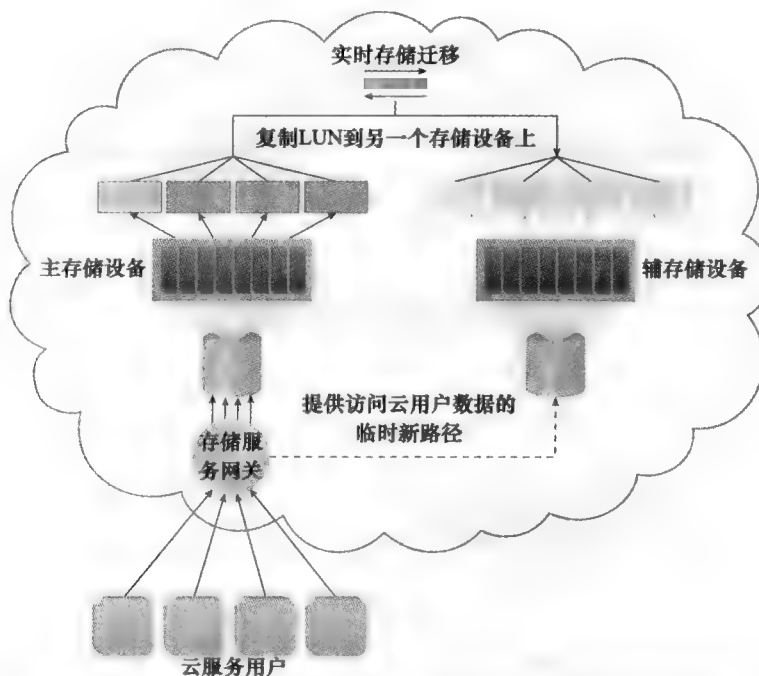 实时存储迁移
复制LUN到另一个存储设备上
主存储设备
辅存储设备
提供访问云用户数据的
临时新路径
存储服
务网关
云服务用户